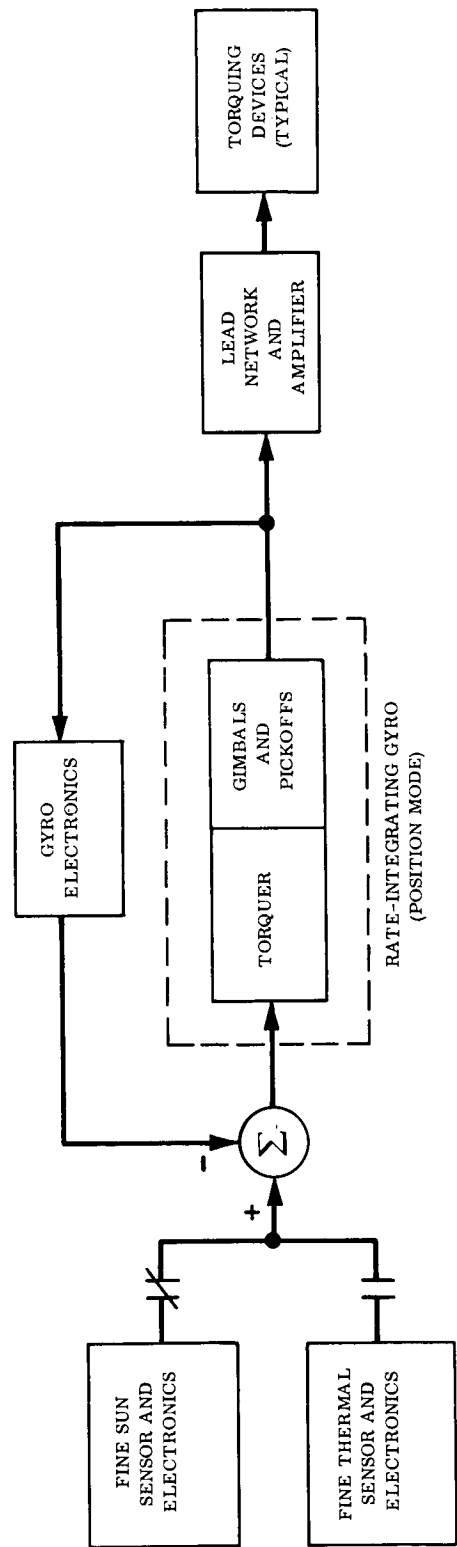 FINE SUN
SENSOR AND
ELECTRONICS
FINE THERMAL
SENSOR AND
ELECTRONICS
+
-
Σ
GYRO
ELECTRONICS
TORQUER
GIMBALS
AND
PICKOFFS
RATE-INTEGRATING GYRO
(POSITION MODE)
LEAD
NETWORK
AND
AMPLIFIER
TORQUING
DEVICES
(TYPICAL)